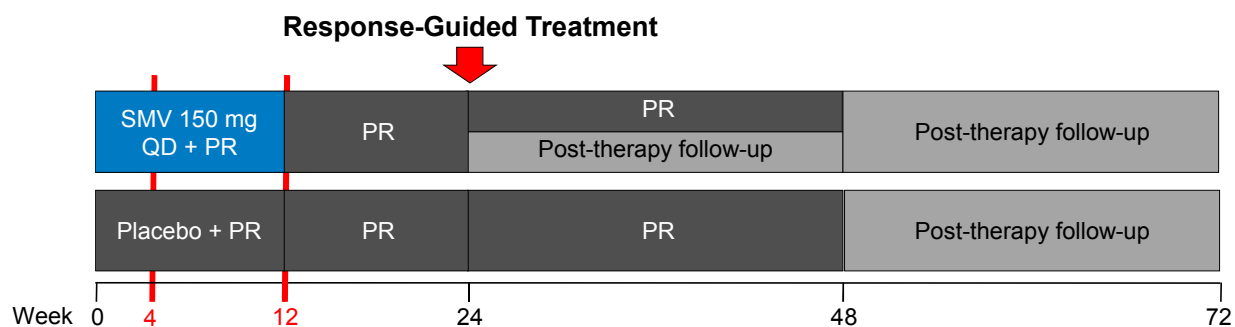 Response-Guided Treatment
SMV 150 mg
QD + PR
PR
PR
Post-therapy follow-up
Post-therapy follow-up
Placebo + PR
PR
PR
Post-therapy follow-up
Week 0 4 12 24 48 72